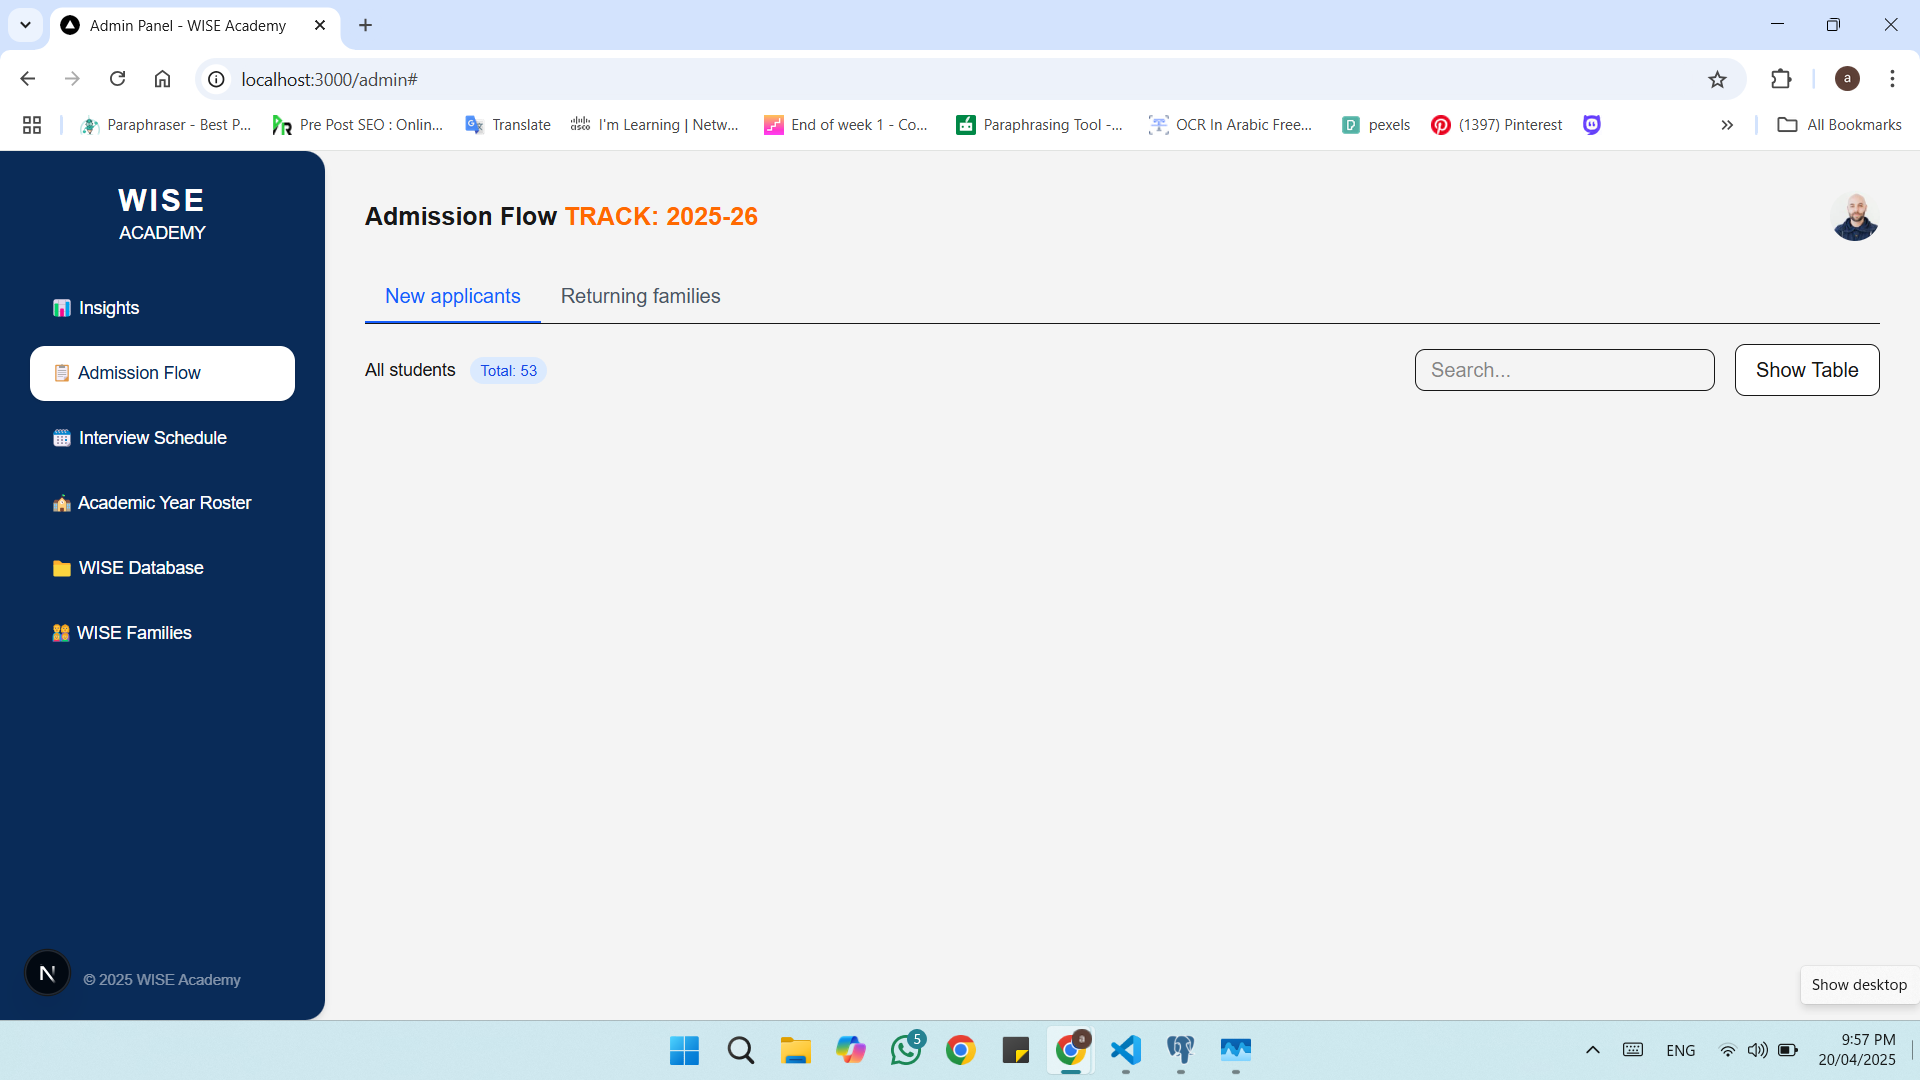 Admin Panel - WISE Academy
localhost:3000/admin#
a
Paraphraser - Best P...
Pre Post SEO : Onlin...
Translate
cisco
I'm Learning | Netw...
End of week 1 - Co...
Paraphrasing Tool -...
OCR In Arabic Free...
pexels
(1397) Pinterest
All Bookmarks
WISE
ACADEMY
Insights
Admission Flow
Interview Schedule
Academic Year Roster
WISE Database
WISE Families
N
© 2025 WISE Academy
Admission Flow TRACK: 2025-26
New applicants
Returning families
All students
Total: 53
Search...
Show Table
Show desktop
5
a
ENG
9:57 PM
20/04/2025